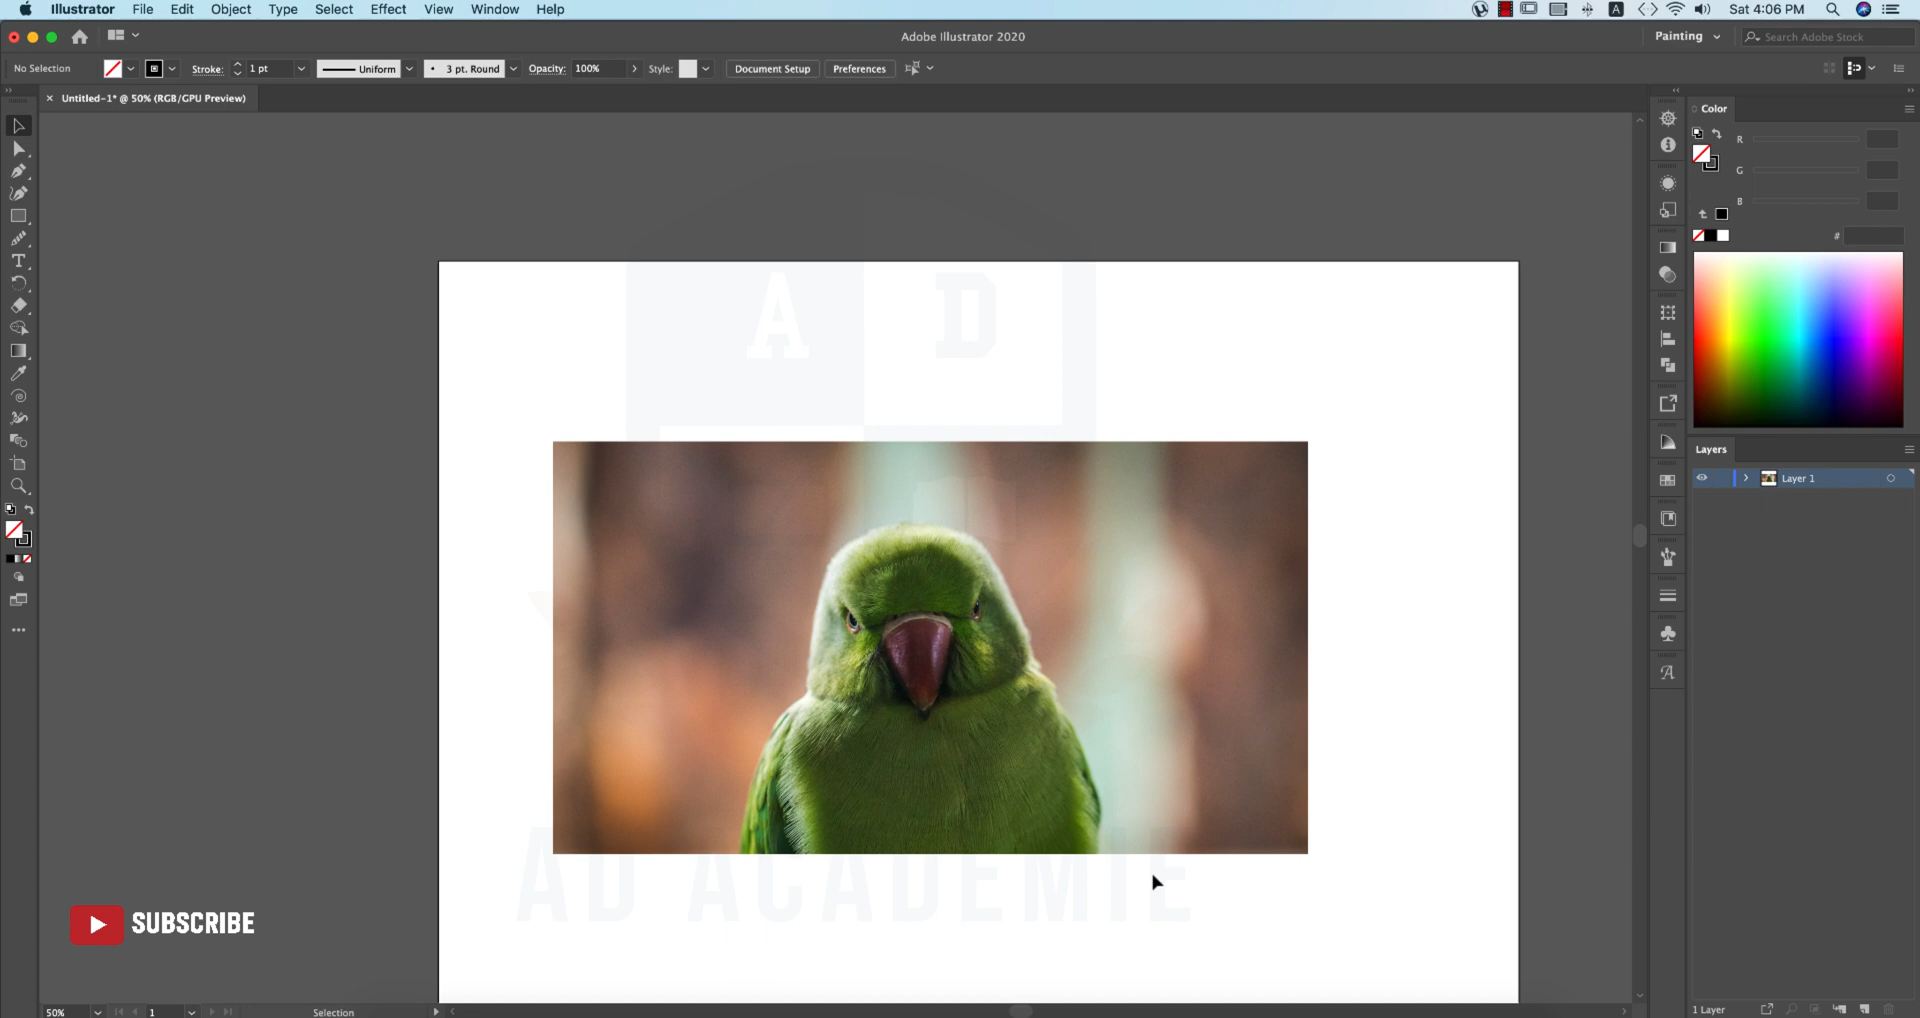 Illustrator File Edit Object Type Select Effect View Window Help
A
Sat 4:06 PM
Adobe Illustrator 2020
Painting
Search Adobe Stock
No Selection
Stroke:
1 pt
Uniform
3 pt. Round
Opacity:
100%
Style:
Document Setup
Preferences
× Untitled-1* @ 50% (RGB/GPU Preview)
Color
R
G
B
#
A D
Layers
Layer 1
AD ACADEMIE
SUBSCRIBE
50%
1
Selection
1 Layer